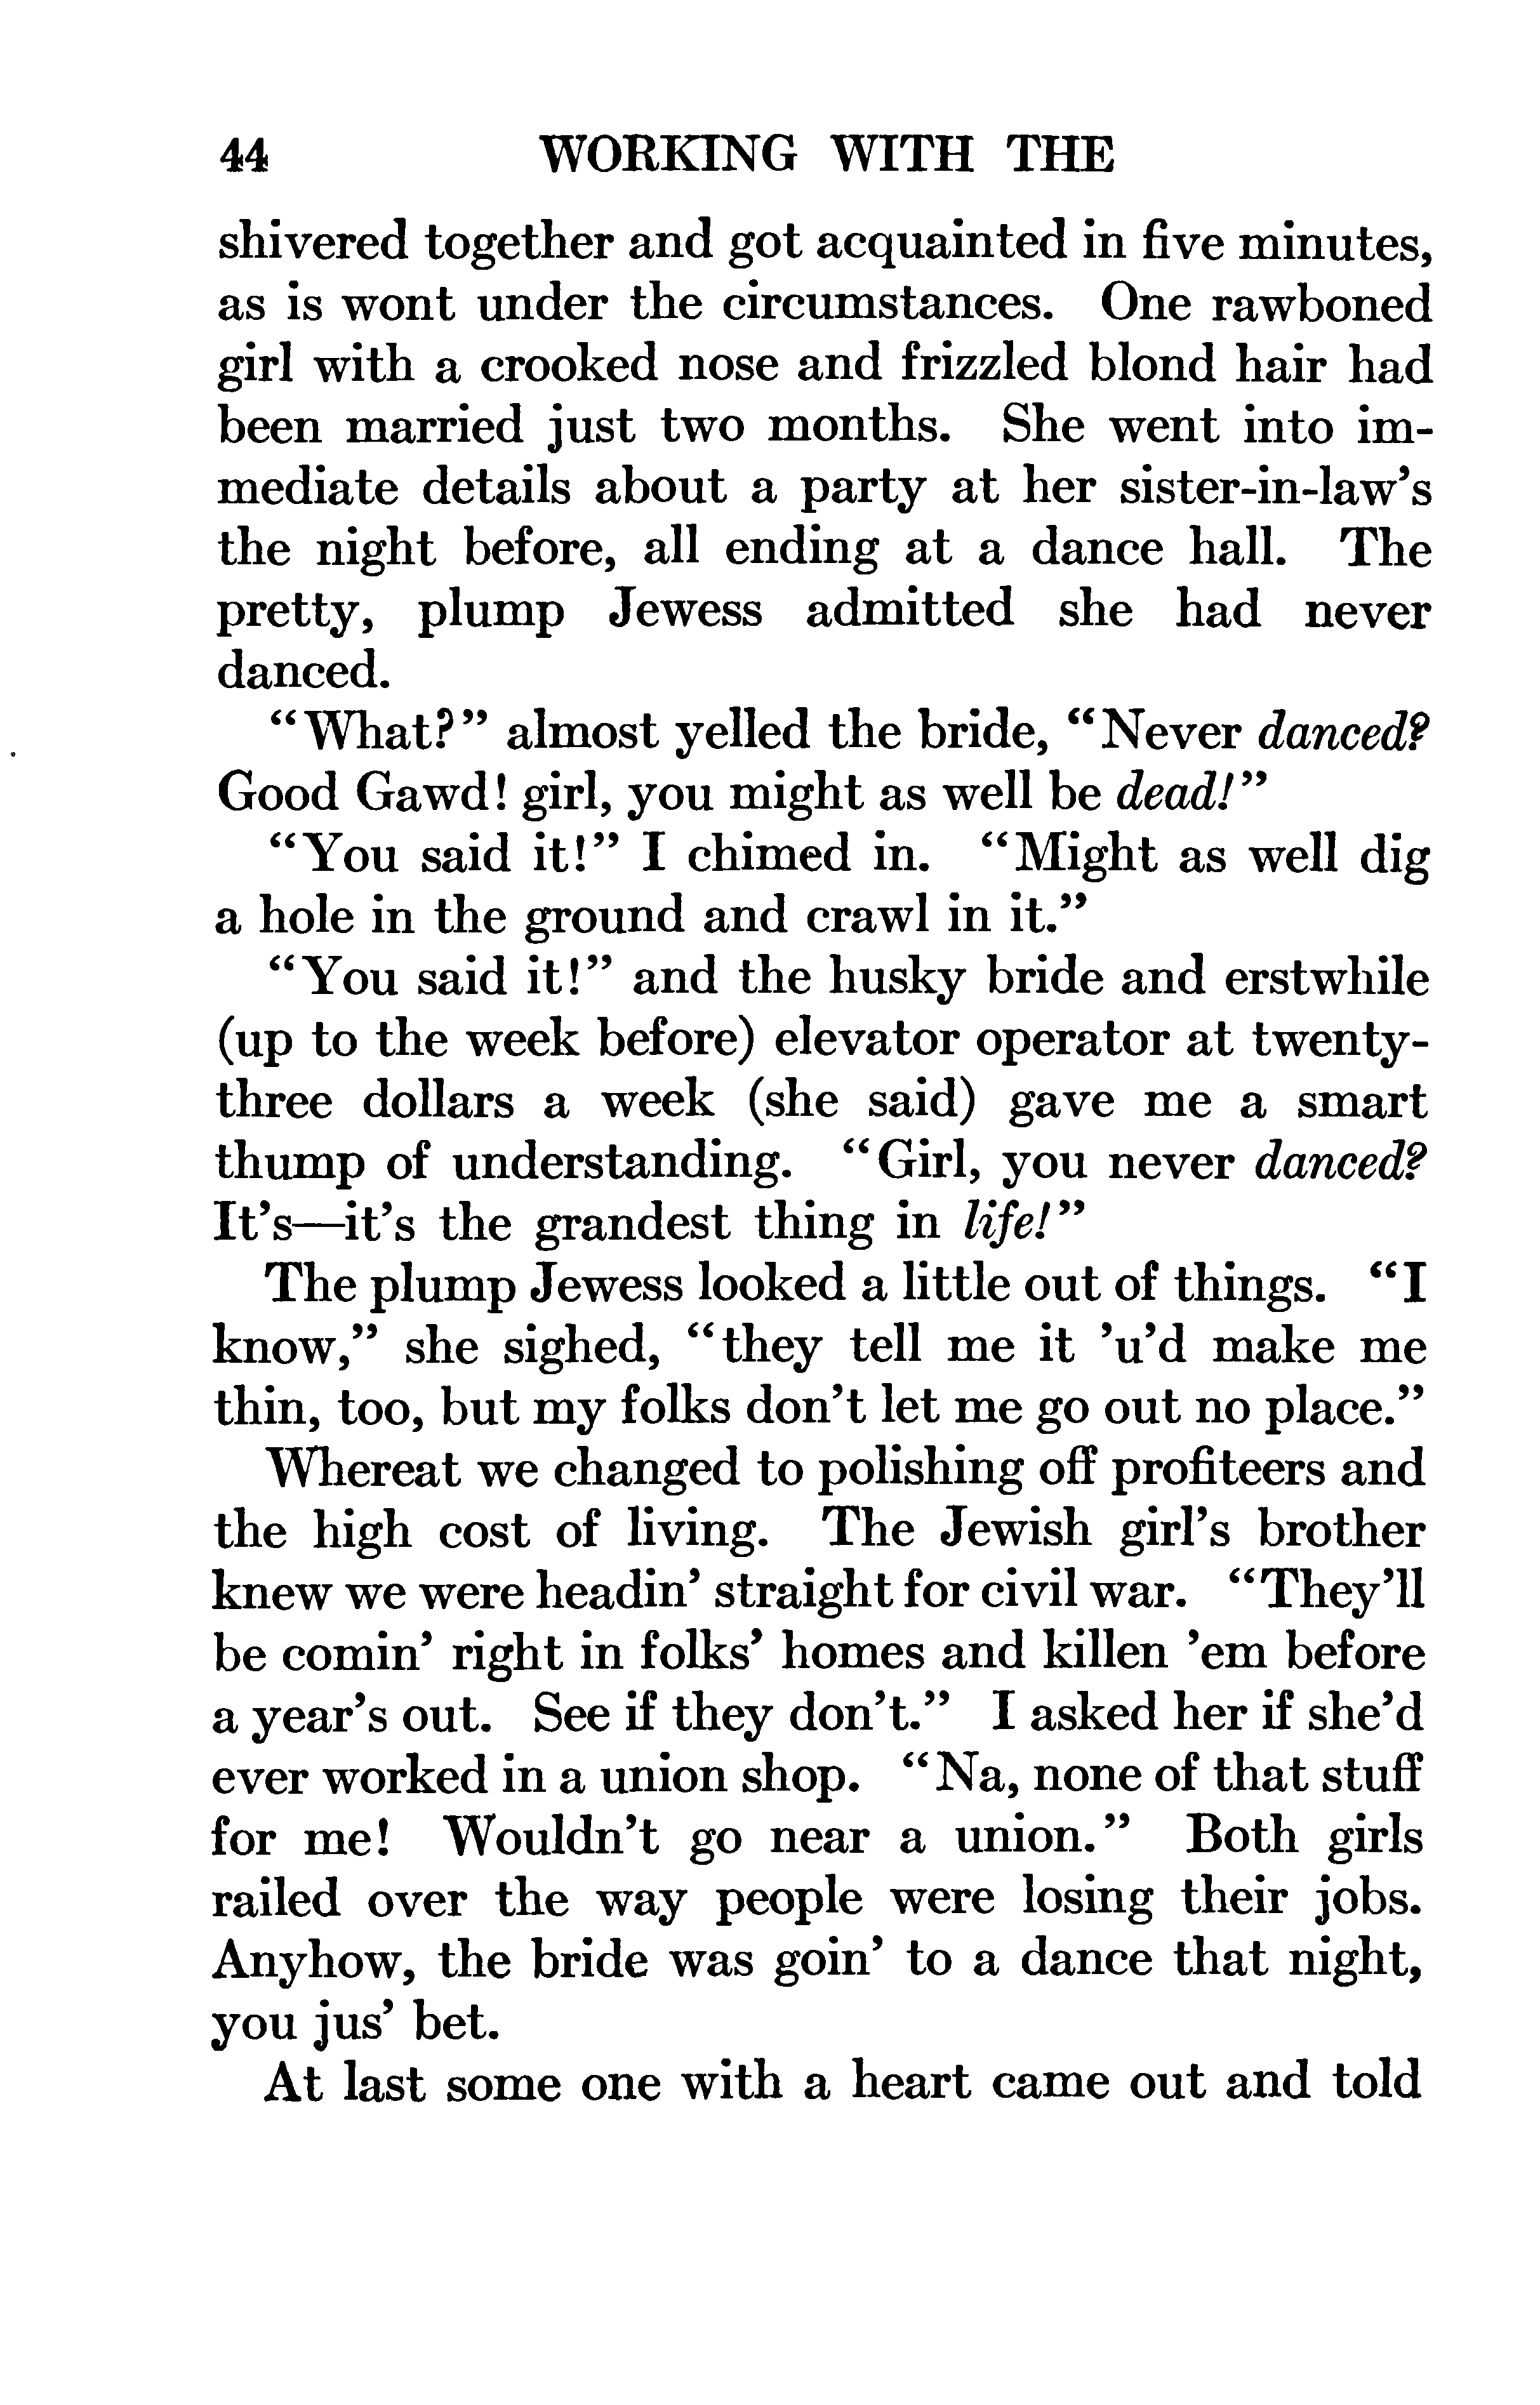 44 WORKING WITH THE
shivered together and got acquainted in five minutes,
as is wont under the circumstances. One rawboned
girl with a crooked nose and frizzled blond hair had
been married just two months. She went into im-
mediate details about a party at her sister-in-law’s
the night before, all ending at a dance hall. The
pretty, plump Jewess admitted she had never
danced.
“What?” almost yelled the bride, “Never danced?
Good Gawd! girl, you might as well be dead!”
“You said it!” I chimed in. “Might as well dig
a hole in the ground and crawl in it.”
“You said it!” and the husky bride and erstwhile
(up to the week before) elevator operator at twenty-
three dollars a week (she said) gave me a smart
thump of understanding. “Girl, you never danced?
It’s—it’s the grandest thing in life!”
The plump Jewess looked a little out of things. “I
know,” she sighed, “they tell me it ’u’d make me
thin, too, but my folks don’t let me go out no place.”
Whereat we changed to polishing off profiteers and
the high cost of living. The Jewish girl’s brother
knew we were headin’ straight for civil war. “They’ll
be comin’ right in folks’ homes and killen ’em before
a year’s out. See if they don’t.” I asked her if she’d
ever worked in a union shop. “Na, none of that stuff
for me! Wouldn’t go near a union.” Both girls
railed over the way people were losing their jobs.
Anyhow, the bride was goin’ to a dance that night,
you jus’ bet.
At last some one with a heart came out and told